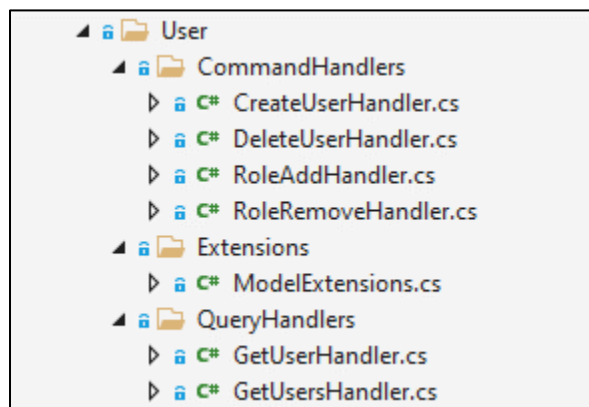 User
CommandHandlers
C# CreateUserHandler.cs
C# DeleteUserHandler.cs
C# RoleAddHandler.cs
C# RoleRemoveHandler.cs
Extensions
C# ModelExtensions.cs
QueryHandlers
C# GetUserHandler.cs
C# GetUsersHandler.cs